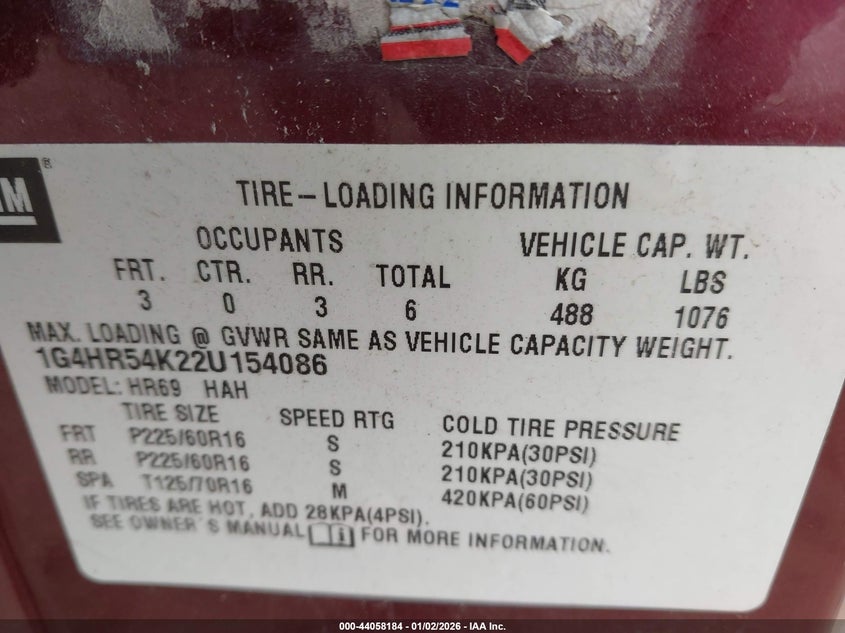 GM
®
TIRE-LOADING INFORMATION
OCCUPANTS VEHICLE CAP. WT.
FRT. CTR. RR. TOTAL KG LBS
3 0 3 6 488 1076
MAX. LOADING @ GVWR SAME AS VEHICLE CAPACITY WEIGHT.
1G4HR54K22U154086
MODEL: HR69 HAH
TIRE SIZE SPEED RTG COLD TIRE PRESSURE
FRT P225/60R16 S 210KPA(30PSI)
RR P225/60R16 S 210KPA(30PSI)
SPA T125/70R16 M 420KPA(60PSI)
IF TIRES ARE HOT, ADD 28KPA(4PSI).
SEE OWNER'S MANUAL FOR MORE INFORMATION.
000-44058184 - 01/02/2026 - IAA Inc.